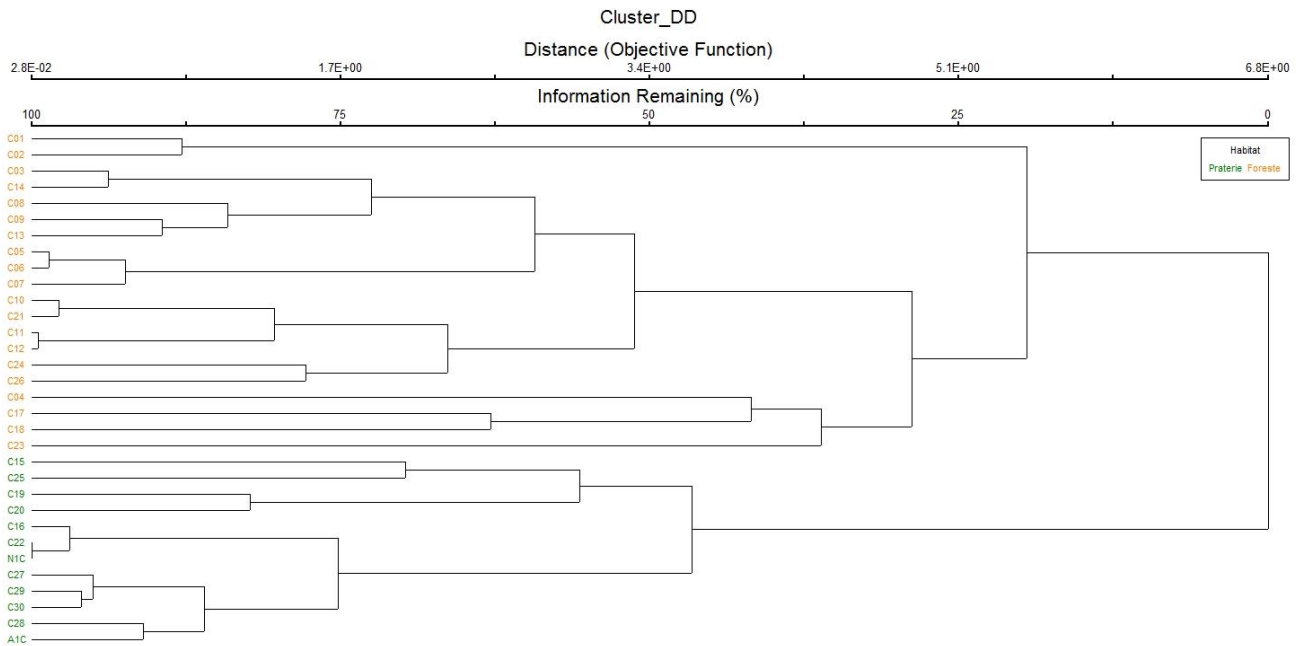 Cluster_DD
Distance (Objective Function)
2.8E-02 1.7E+00 3.4E+00 5.1E+00 6.8E+00
Information Remaining (%)
100 75 50 25 0
Habitat
Praterie Foreste
C01
C02
C03
C14
C08
C09
C13
C05
C06
C07
C10
C21
C11
C12
C24
C26
C04
C17
C18
C23
C15
C25
C19
C20
C16
C22
N1C
C27
C29
C30
C28
A1C